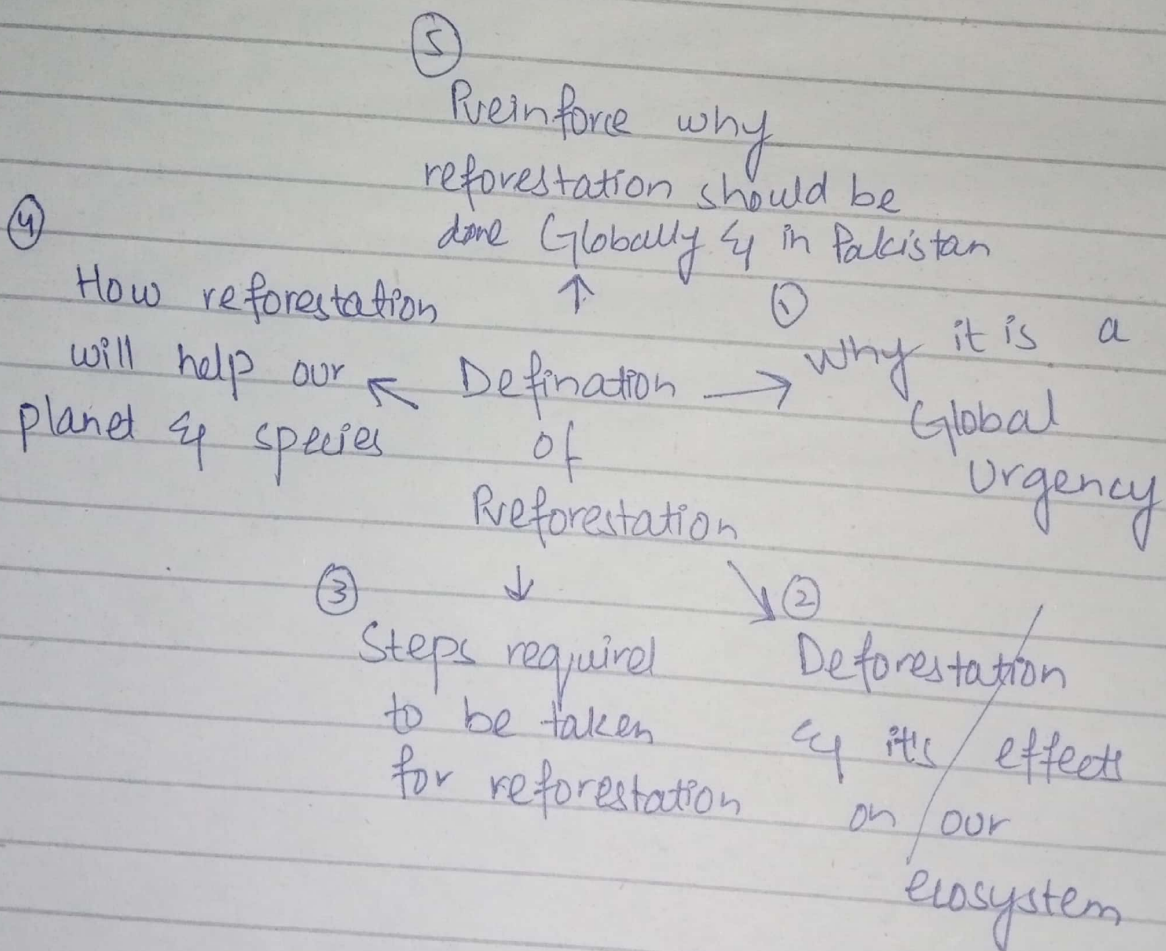 5
Reinforce why
reforestation should be
done Globally & in Pakistan
4
How reforestation
will help our
planet & species
↑
1
Why it is a
Global
Urgency
← Defination →
of
Reforestation
↓
3
Steps required
to be taken
for reforestation
↘ 2
Deforestation
& it's effects
on our
ecosystem